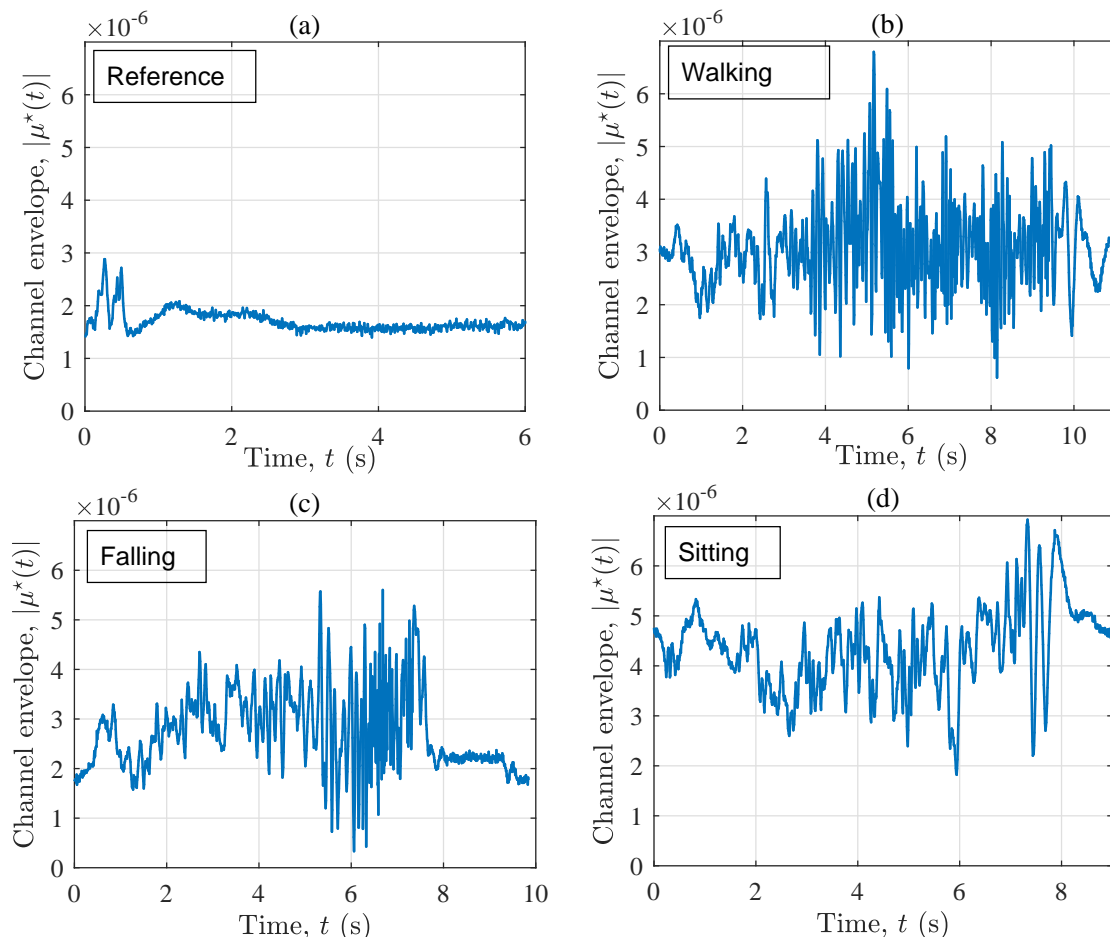 (a)
×10⁻⁶
Reference
Channel envelope, |μ*(t)|
6
5
4
3
2
1
0
0 2 4 6
Time, t (s)
(b)
×10⁻⁶
Walking
Channel envelope, |μ*(t)|
6
5
4
3
2
1
0
0 2 4 6 8 10
Time, t (s)
(c)
×10⁻⁶
Falling
Channel envelope, |μ*(t)|
6
5
4
3
2
1
0
0 2 4 6 8 10
Time, t (s)
(d)
×10⁻⁶
Sitting
Channel envelope, |μ*(t)|
6
5
4
3
2
1
0
0 2 4 6 8
Time, t (s)